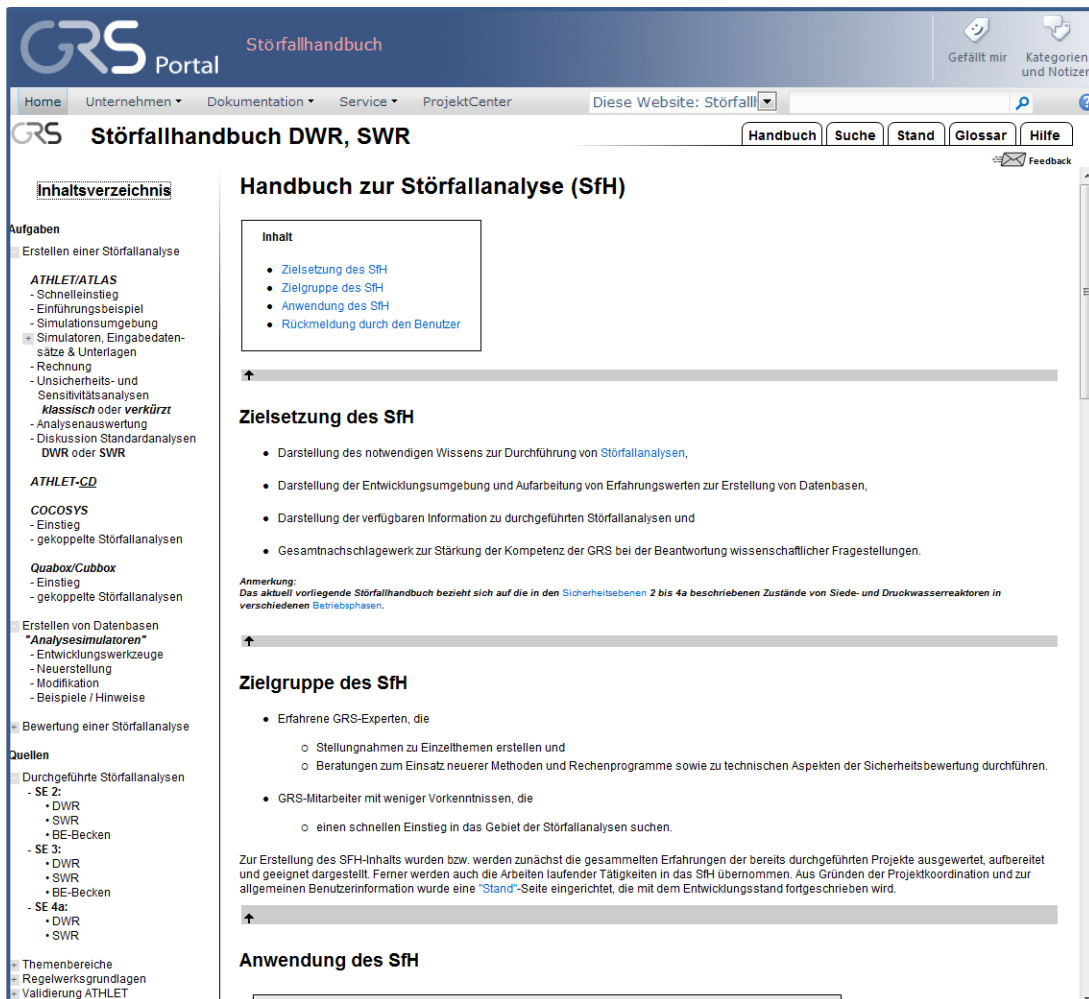 GRS Portal
Störfallhandbuch
Gefällt mir
Kategorien
und Notizen
Home
Unternehmen
Dokumentation
Service
ProjektCenter
Diese Website: Störfall
GRS
Störfallhandbuch DWR, SWR
Handbuch
Suche
Stand
Glossar
Hilfe
Feedback
Inhaltsverzeichnis
Aufgaben
Erstellen einer Störfallanalyse
ATHLET/ATLAS
- Schnelleinstieg
- Einführungsbeispiel
- Simulationsumgebung
+ Simulatoren, Eingabedaten-
sätze & Unterlagen
- Rechnung
- Unsicherheits- und
Sensitivitätsanalysen
klassisch oder verkürzt
- Analysenauswertung
- Diskussion Standardanalysen
DWR oder SWR
ATHLET-CD
COCOSYS
- Einstieg
- gekoppelte Störfallanalysen
Quabox/Cubbox
- Einstieg
- gekoppelte Störfallanalysen
Erstellen von Datenbasen
"Analysesimulatoren"
- Entwicklungswerkzeuge
- Neuerstellung
- Modifikation
- Beispiele / Hinweise
+ Bewertung einer Störfallanalyse
Quellen
Durchgeführte Störfallanalysen
- SE 2:
• DWR
• SWR
• BE-Becken
- SE 3:
• DWR
• SWR
• BE-Becken
- SE 4a:
• DWR
• SWR
+ Themenbereiche
+ Regelwerksgrundlagen
+ Validierung ATHLET
Handbuch zur Störfallanalyse (SfH)
Inhalt
• Zielsetzung des SfH
• Zielgruppe des SfH
• Anwendung des SfH
• Rückmeldung durch den Benutzer
Zielsetzung des SfH
• Darstellung des notwendigen Wissens zur Durchführung von Störfallanalysen,
• Darstellung der Entwicklungsumgebung und Aufarbeitung von Erfahrungswerten zur Erstellung von Datenbasen,
• Darstellung der verfügbaren Information zu durchgeführten Störfallanalysen und
• Gesamtnachschlagewerk zur Stärkung der Kompetenz der GRS bei der Beantwortung wissenschaftlicher Fragestellungen.
Anmerkung:
Das aktuell vorliegende Störfallhandbuch bezieht sich auf die in den Sicherheitsebenen 2 bis 4a beschriebenen Zustände von Siede- und Druckwasserreaktoren in
verschiedenen Betriebsphasen.
Zielgruppe des SfH
• Erfahrene GRS-Experten, die
o Stellungnahmen zu Einzelthemen erstellen und
o Beratungen zum Einsatz neuerer Methoden und Rechenprogramme sowie zu technischen Aspekten der Sicherheitsbewertung durchführen.
• GRS-Mitarbeiter mit weniger Vorkenntnissen, die
o einen schnellen Einstieg in das Gebiet der Störfallanalysen suchen.
Zur Erstellung des SFH-Inhalts wurden bzw. werden zunächst die gesammelten Erfahrungen der bereits durchgeführten Projekte ausgewertet, aufbereitet
und geeignet dargestellt. Ferner werden auch die Arbeiten laufender Tätigkeiten in das SfH übernommen. Aus Gründen der Projektkoordination und zur
allgemeinen Benutzerinformation wurde eine "Stand"-Seite eingerichtet, die mit dem Entwicklungsstand fortgeschrieben wird.
Anwendung des SfH